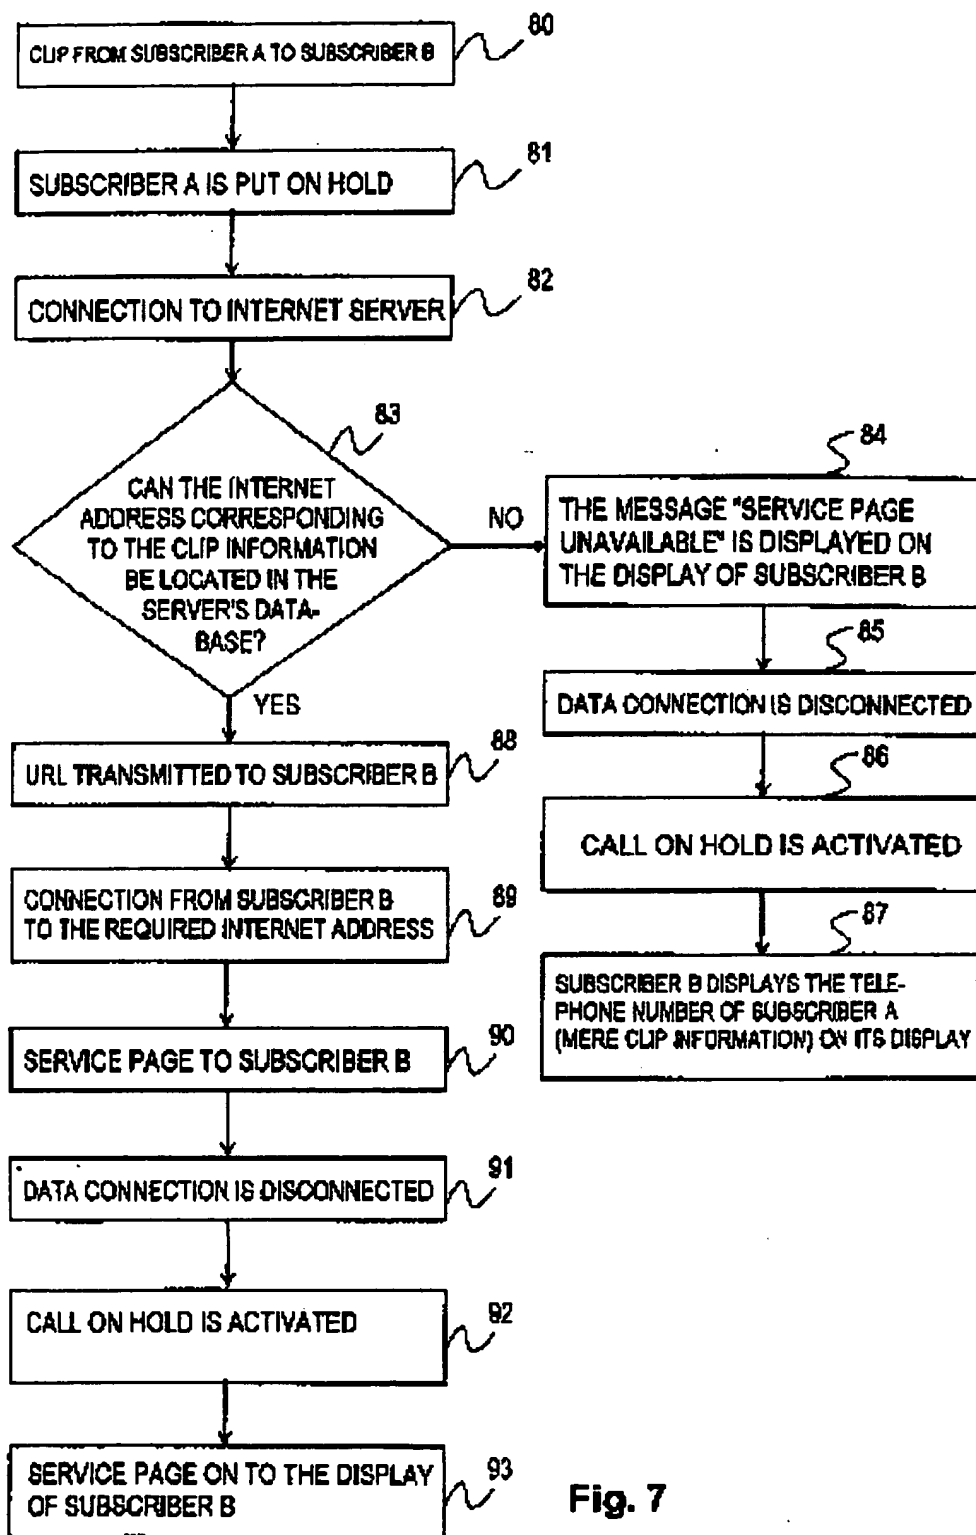 80
CLIP FROM SUBSCRIBER A TO SUBSCRIBER B
81
SUBSCRIBER A IS PUT ON HOLD
82
CONNECTION TO INTERNET SERVER
83
CAN THE INTERNET
ADDRESS CORRESPONDING
TO THE CLIP INFORMATION
BE LOCATED IN THE
SERVER'S DATA-
BASE?
NO
YES
84
THE MESSAGE "SERVICE PAGE
UNAVAILABLE" IS DISPLAYED ON
THE DISPLAY OF SUBSCRIBER B
85
DATA CONNECTION IS DISCONNECTED
86
CALL ON HOLD IS ACTIVATED
87
SUBSCRIBER B DISPLAYS THE TELE-
PHONE NUMBER OF SUBSCRIBER A
(MERE CLIP INFORMATION) ON ITS DISPLAY
88
URL TRANSMITTED TO SUBSCRIBER B
CONNECTION FROM SUBSCRIBER B
TO THE REQUIRED INTERNET ADDRESS
89
SERVICE PAGE TO SUBSCRIBER B
90
DATA CONNECTION IS DISCONNECTED
91
CALL ON HOLD IS ACTIVATED
92
SERVICE PAGE ON TO THE DISPLAY
OF SUBSCRIBER B
93
Fig. 7